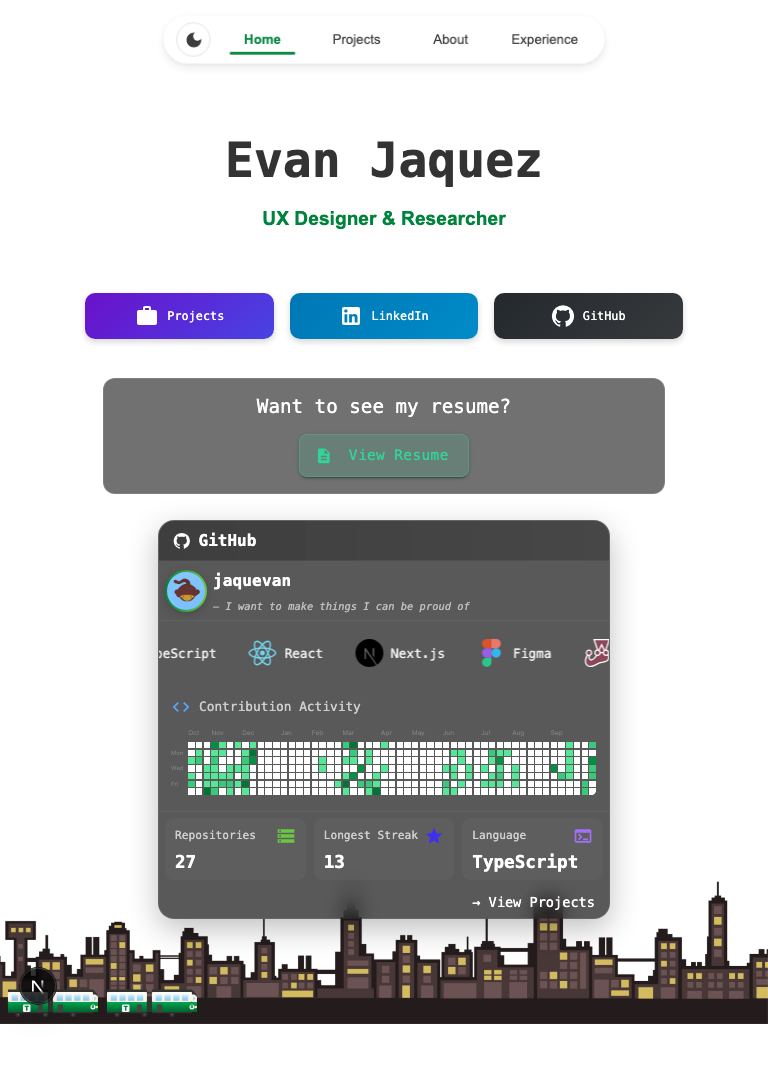 Home Projects About Experience
Evan Jaquez
UX Designer & Researcher
Projects LinkedIn GitHub
Want to see my resume?
View Resume
GitHub
jaquevan
— I want to make things I can be proud of
peScript React Next.js Figma
Contribution Activity
Oct Nov Dec Jan Feb Mar Apr May Jun Jul Aug Sep
Mon
Wed
Fri
Repositories Longest Streak Language
27 13 TypeScript
→ View Projects
N
T T